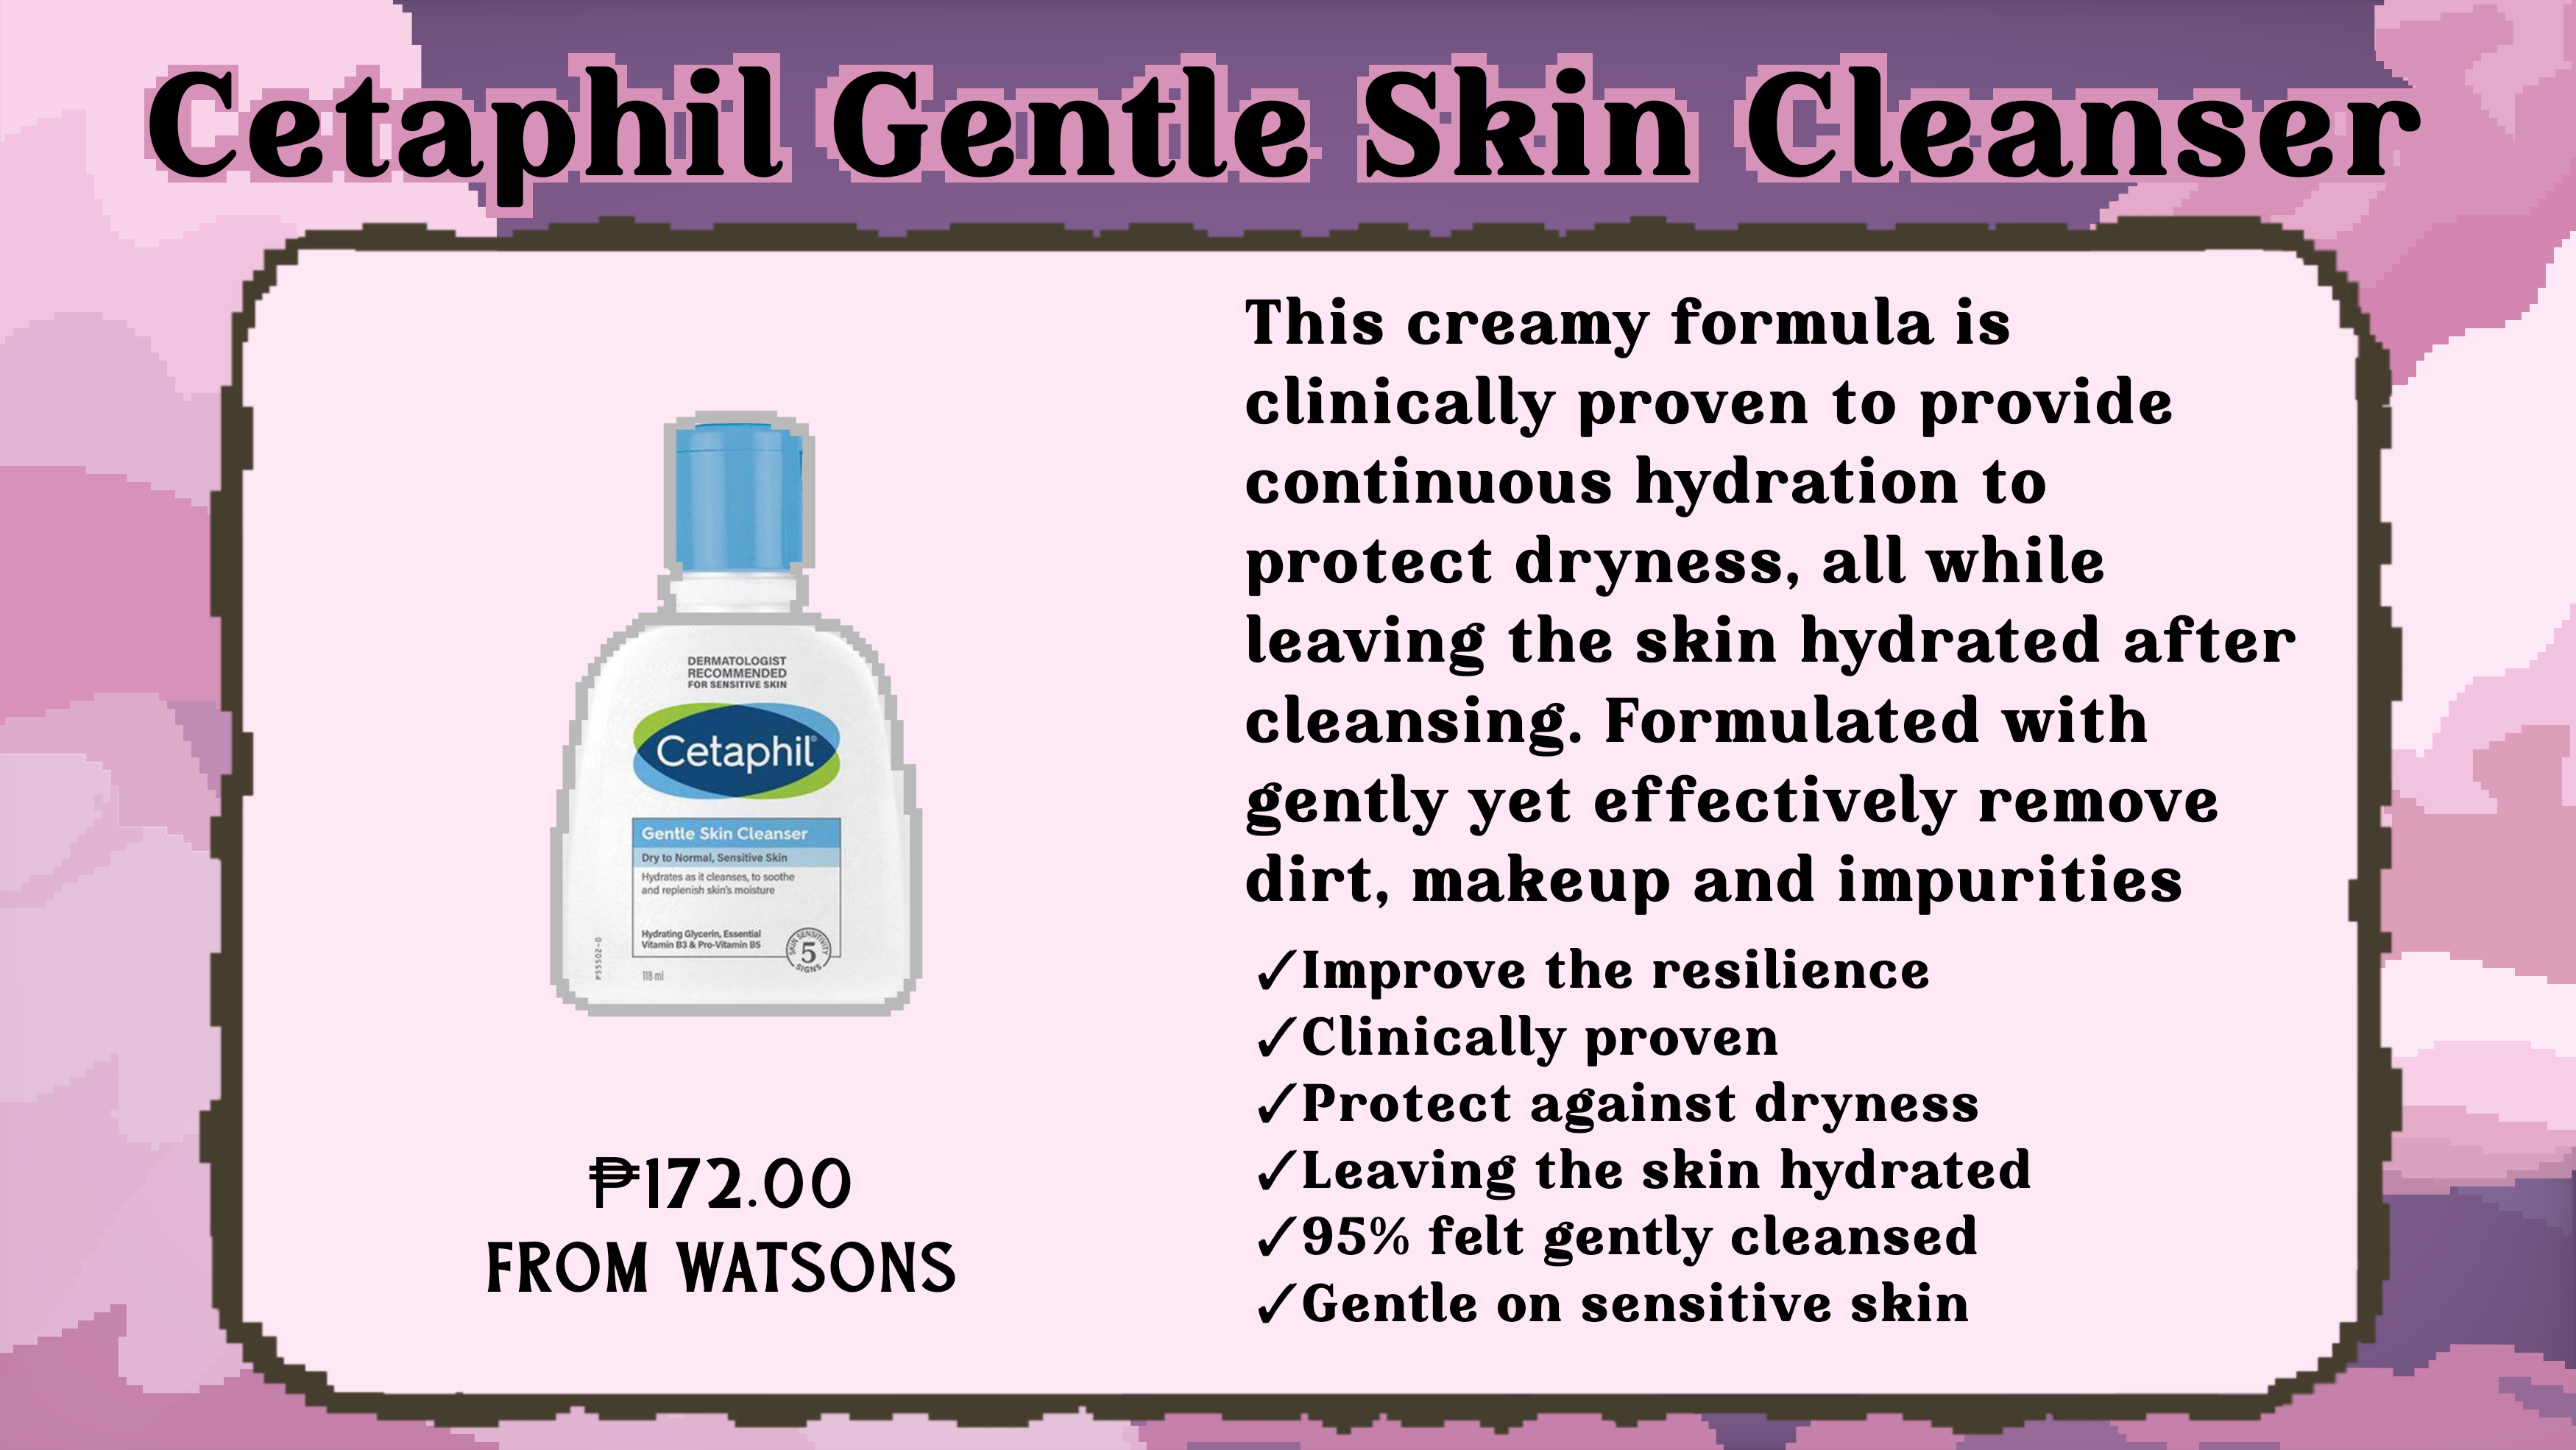 Cetaphil Gentle Skin Cleanser
This creamy formula is
clinically proven to provide
continuous hydration to
protect dryness, all while
leaving the skin hydrated after
cleansing. Formulated with
gently yet effectively remove
dirt, makeup and impurities
✓Improve the resilience
✓Clinically proven
✓Protect against dryness
✓Leaving the skin hydrated
✓95% felt gently cleansed
✓Gentle on sensitive skin
DERMATOLOGIST
RECOMMENDED
FOR SENSITIVE SKIN
Cetaphil®
Gentle Skin Cleanser
Dry to Normal, Sensitive Skin
Hydrates as it cleanses, to soothe
and replenish skin's moisture
Hydrating Glycerin, Essential
Vitamin B3 & Pro-Vitamin B5
SKIN SENSITIVITY
5
SIGNS
118 ml
₱172.00
FROM WATSONS